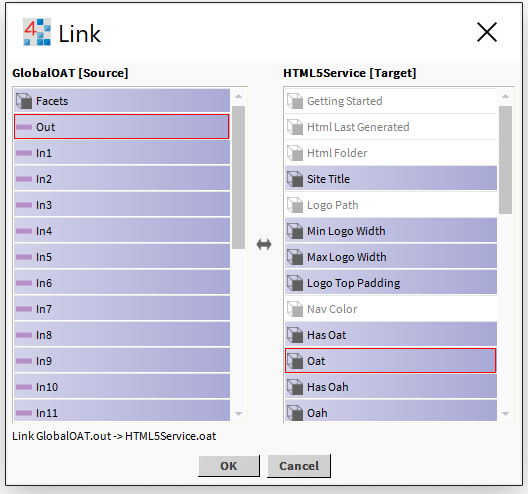 Link
GlobalOAT [Source]
Facets
Out
In1
In2
In3
In4
In5
In6
In7
In8
In9
In10
In11
HTML5Service [Target]
Getting Started
Html Last Generated
Html Folder
Site Title
Logo Path
Min Logo Width
Max Logo Width
Logo Top Padding
Nav Color
Has Oat
Oat
Has Oah
Oah
Link GlobalOAT.out -> HTML5Service.oat
OK
Cancel